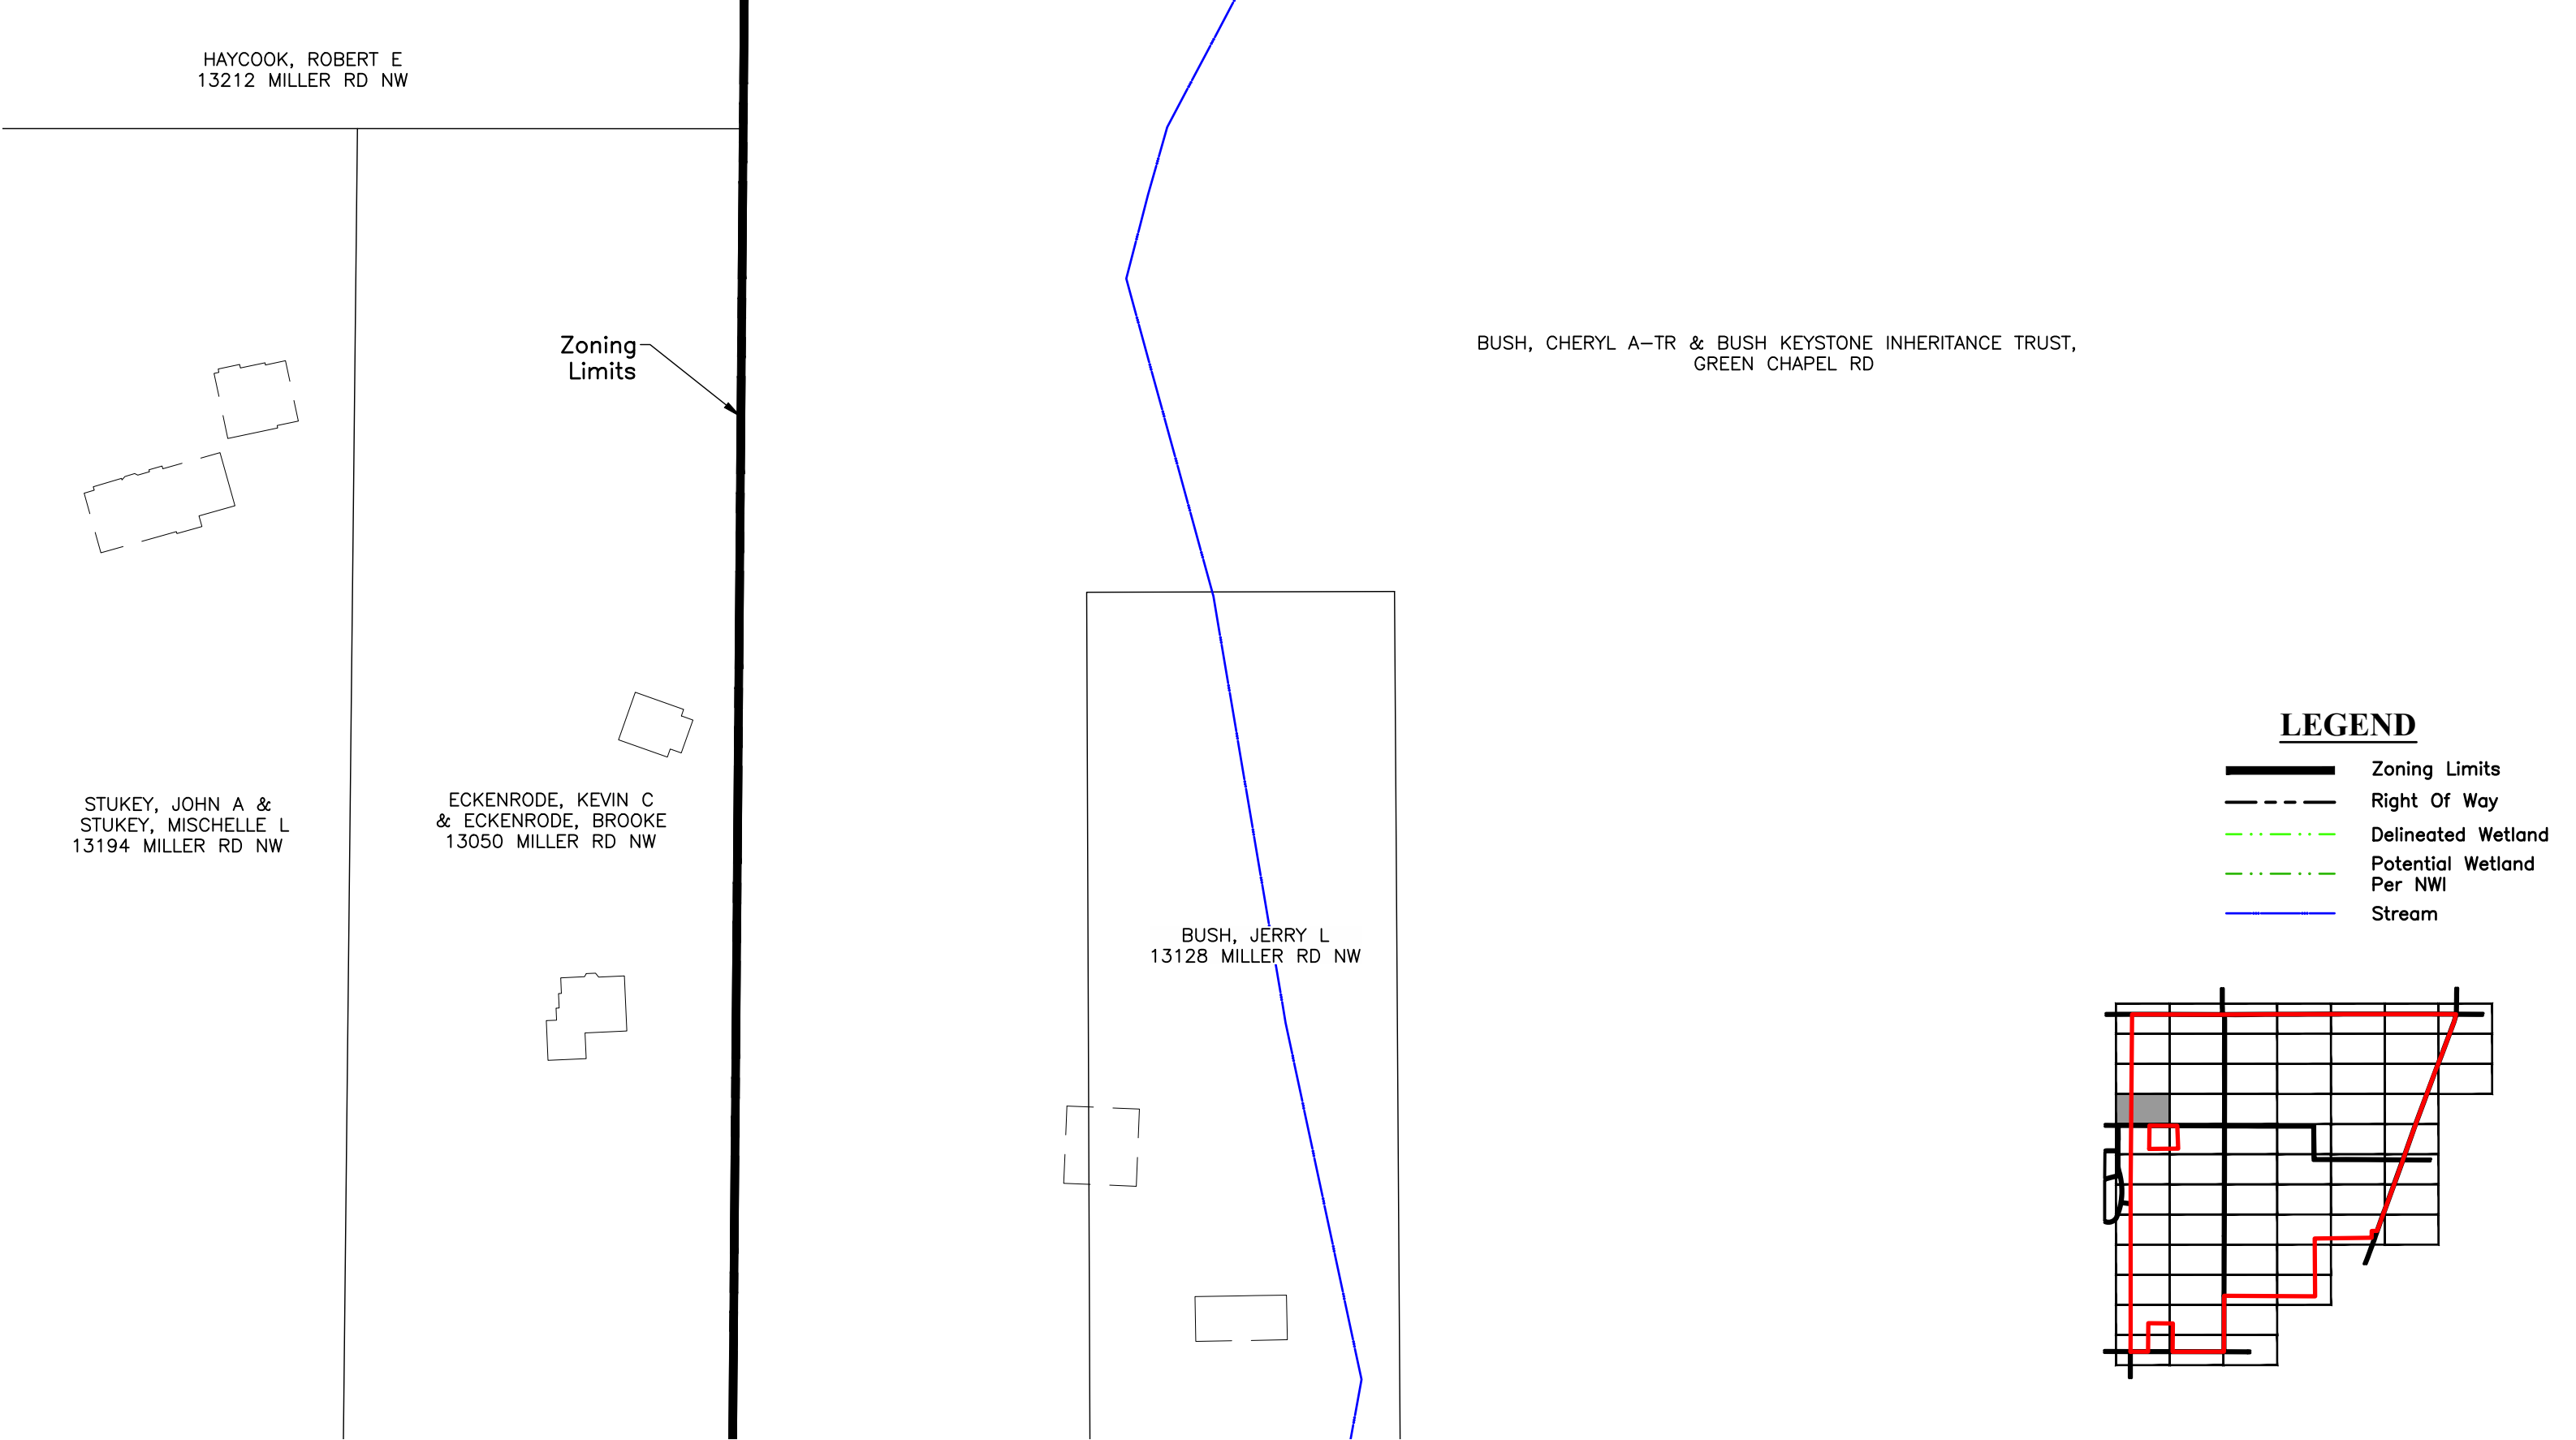 HAYCOOK, ROBERT E
13212 MILLER RD NW
Zoning
Limits
BUSH, CHERYL A-TR & BUSH KEYSTONE INHERITANCE TRUST,
GREEN CHAPEL RD
STUKEY, JOHN A &
STUKEY, MISCHELLE L
13194 MILLER RD NW
ECKENRODE, KEVIN C
& ECKENRODE, BROOKE
13050 MILLER RD NW
BUSH, JERRY L
13128 MILLER RD NW
LEGEND
Zoning Limits
Right Of Way
Delineated Wetland
Potential Wetland
Per NWI
Stream